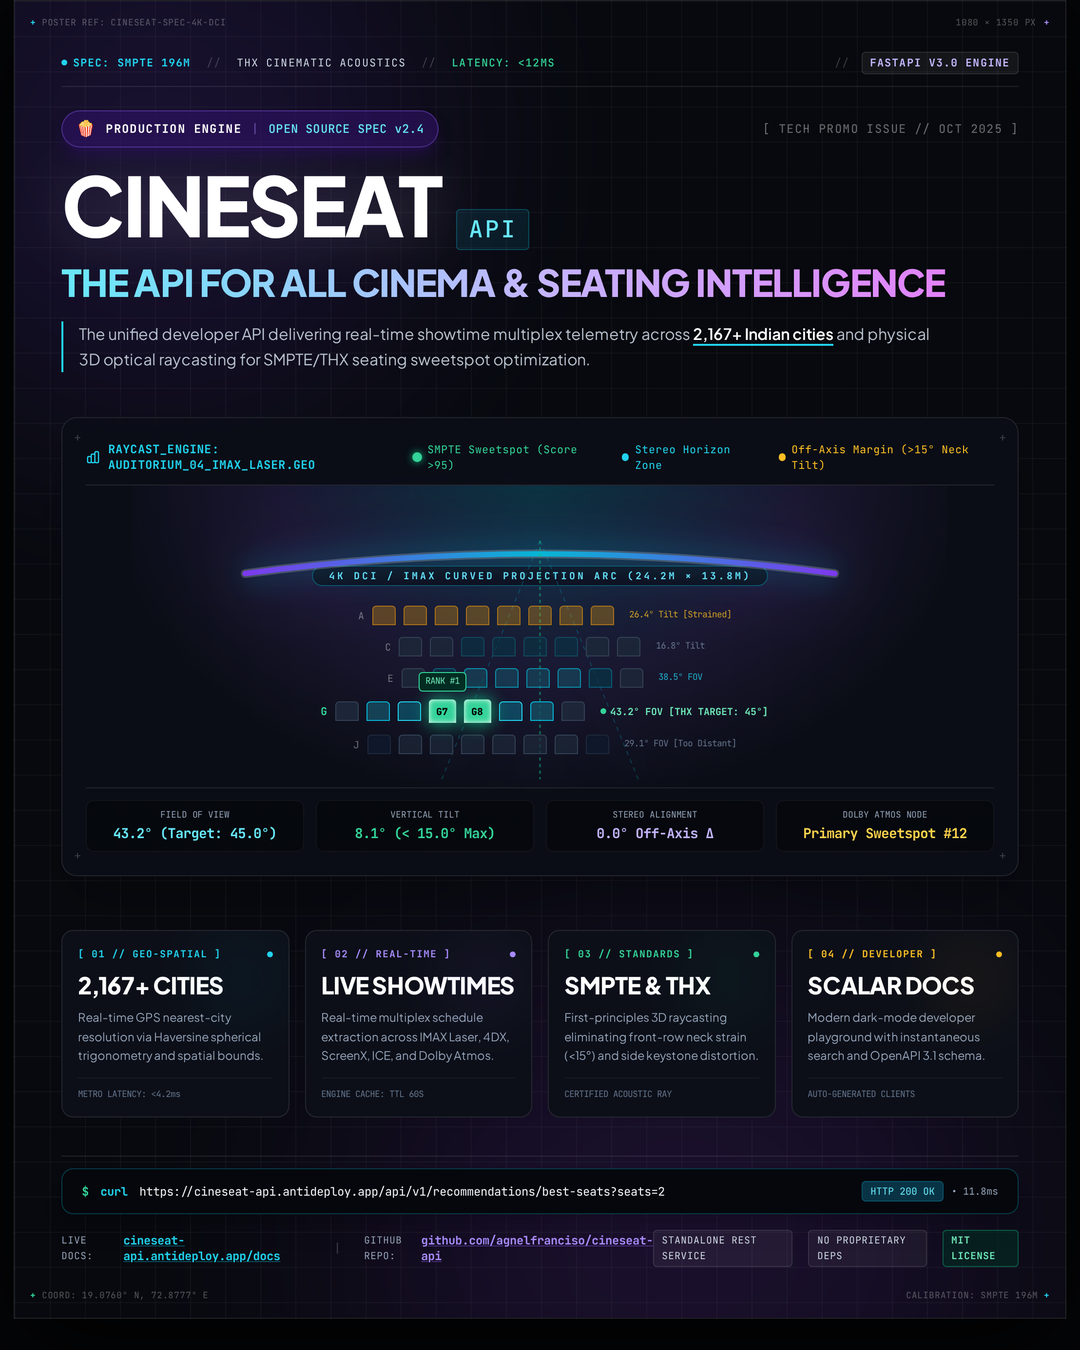 + POSTER REF: CINESEAT-SPEC-4K-DCI
1080 × 1350 PX +
SPEC: SMPTE 196M // THX CINEMATIC ACOUSTICS // LATENCY: <12MS
// FASTAPI V3.0 ENGINE
PRODUCTION ENGINE | OPEN SOURCE SPEC v2.4
[ TECH PROMO ISSUE // OCT 2025 ]
CINESEAT
API
THE API FOR ALL CINEMA & SEATING INTELLIGENCE
The unified developer API delivering real-time showtime multiplex telemetry across 2,167+ Indian cities and physical
3D optical raycasting for SMPTE/THX seating sweetspot optimization.
RAYCAST_ENGINE:
AUDITORIUM_04_IMAX_LASER.GEO
SMPTE Sweetspot (Score
>95)
Stereo Horizon
Zone
Off-Axis Margin (>15° Neck
Tilt)
4K DCI / IMAX CURVED PROJECTION ARC (24.2M × 13.8M)
A
26.4° Tilt [Strained]
C
16.8° Tilt
E
38.5° FOV
RANK #1
G
G7
G8
43.2° FOV [THX TARGET: 45°]
J
29.1° FOV [Too Distant]
FIELD OF VIEW
43.2° (Target: 45.0°)
VERTICAL TILT
8.1° (< 15.0° Max)
STEREO ALIGNMENT
0.0° Off-Axis Δ
DOLBY ATMOS NODE
Primary Sweetspot #12
[ 01 // GEO-SPATIAL ]
2,167+ CITIES
Real-time GPS nearest-city
resolution via Haversine spherical
trigonometry and spatial bounds.
METRO LATENCY: <4.2ms
[ 02 // REAL-TIME ]
LIVE SHOWTIMES
Real-time multiplex schedule
extraction across IMAX Laser, 4DX,
ScreenX, ICE, and Dolby Atmos.
ENGINE CACHE: TTL 60S
[ 03 // STANDARDS ]
SMPTE & THX
First-principles 3D raycasting
eliminating front-row neck strain
(<15°) and side keystone distortion.
CERTIFIED ACOUSTIC RAY
[ 04 // DEVELOPER ]
SCALAR DOCS
Modern dark-mode developer
playground with instantaneous
search and OpenAPI 3.1 schema.
AUTO-GENERATED CLIENTS
$ curl https://cineseat-api.antideploy.app/api/v1/recommendations/best-seats?seats=2
HTTP 200 OK • 11.8ms
LIVE
DOCS:
cineseat-
api.antideploy.app/docs
|
GITHUB
REPO:
github.com/agnelfranciso/cineseat-
api
STANDALONE REST
SERVICE
NO PROPRIETARY
DEPS
MIT
LICENSE
+ COORD: 19.0760° N, 72.8777° E
CALIBRATION: SMPTE 196M +